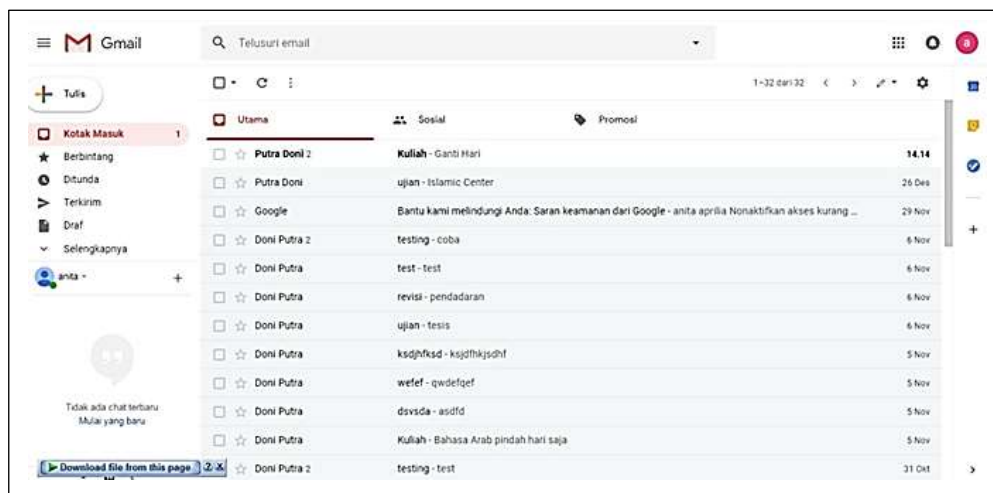 Gmail
Telusuri email
a
Tulis
1-32 dari 32
31
Utama
Sosial
Promosi
Kotak Masuk 1
Berbintang
Ditunda
Terkirim
Draf
Selengkapnya
anita
Putra Doni 2 Kuliah - Ganti Hari 14.14
Putra Doni ujian - Islamic Center 26 Des
Google Bantu kami melindungi Anda: Saran keamanan dari Google - anita aprilia Nonaktifkan akses kurang ... 29 Nov
Doni Putra 2 testing - coba 6 Nov
Doni Putra test - test 6 Nov
Doni Putra revisi - pendadaran 6 Nov
Doni Putra ujian - tesis 6 Nov
Doni Putra ksdjhfksd - ksjdfhkjsdhf 5 Nov
Doni Putra wefef - qwdefqef 5 Nov
Doni Putra dsvsda - asdfd 5 Nov
Doni Putra Kuliah - Bahasa Arab pindah hari saja 5 Nov
Doni Putra 2 testing - test 31 Okt
Tidak ada chat terbaru
Mulai yang baru
Download file from this page ? X